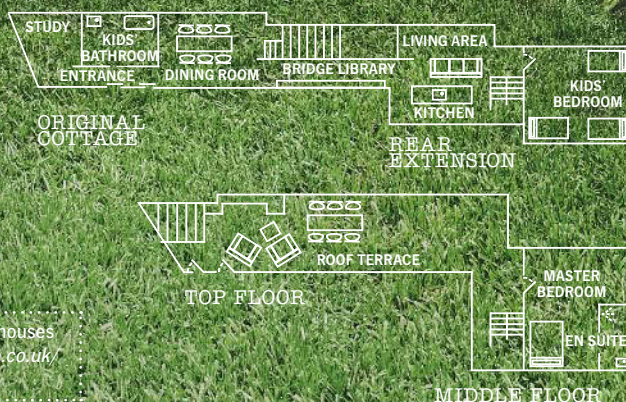 STUDY
KIDS'
BATHROOM
ENTRANCE
DINING ROOM
BRIDGE LIBRARY
LIVING AREA
KITCHEN
KIDS'
BEDROOM
ORIGINAL
COTTAGE
REAR
EXTENSION
ROOF TERRACE
TOP FLOOR
MASTER
BEDROOM
EN SUITE
MIDDLE FLOOR
houses
.co.uk/